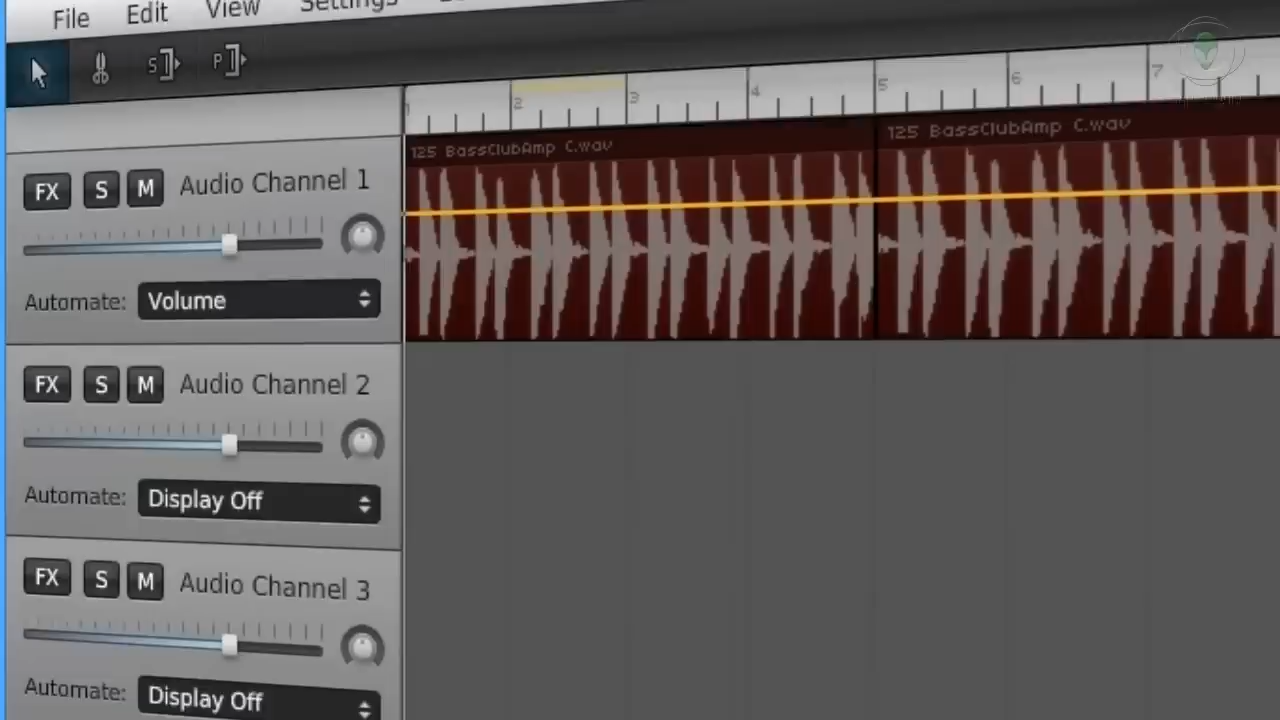 File Edit View Settings
S P
1 2 3 4 5 6 7
125 BassClubAmp C.wav 125 BassClubAmp C.wav
FX S M Audio Channel 1
Automate: Volume
FX S M Audio Channel 2
Automate: Display Off
FX S M Audio Channel 3
Automate: Display Off